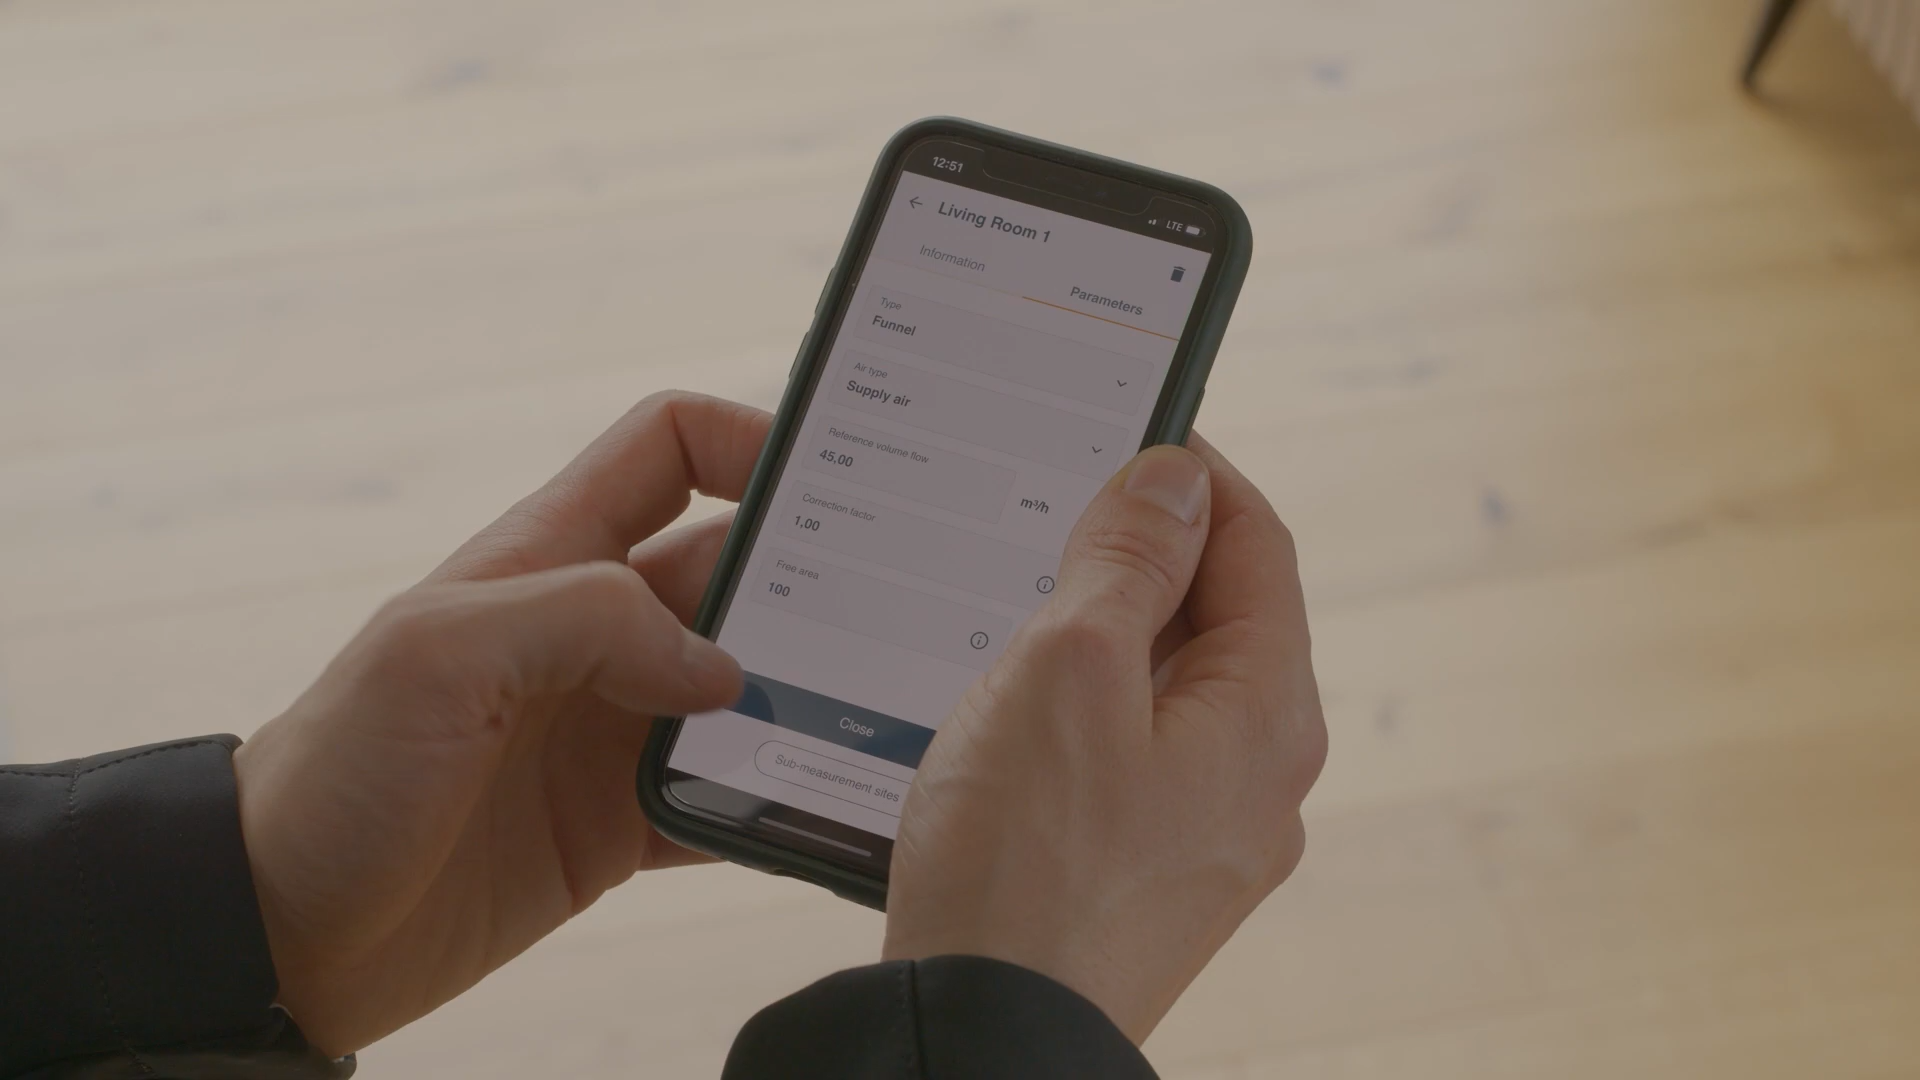 12:51
LTE
Living Room 1
Information
Parameters
Type
Funnel
Air type
Supply air
Reference volume flow
45,00
m³/h
Correction factor
1,00
Free area
100
Close
Sub-measurement sites